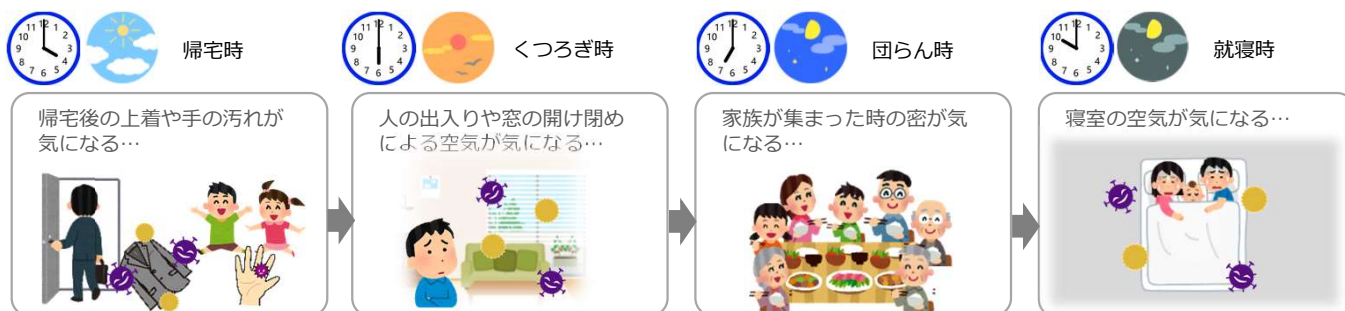 帰宅時
くつろぎ時
団らん時
就寝時
帰宅後の上着や手の汚れが
気になる…
人の出入りや窓の開け閉め
による空気が気になる…
家族が集まった時の密が気
になる…
寝室の空気が気になる…